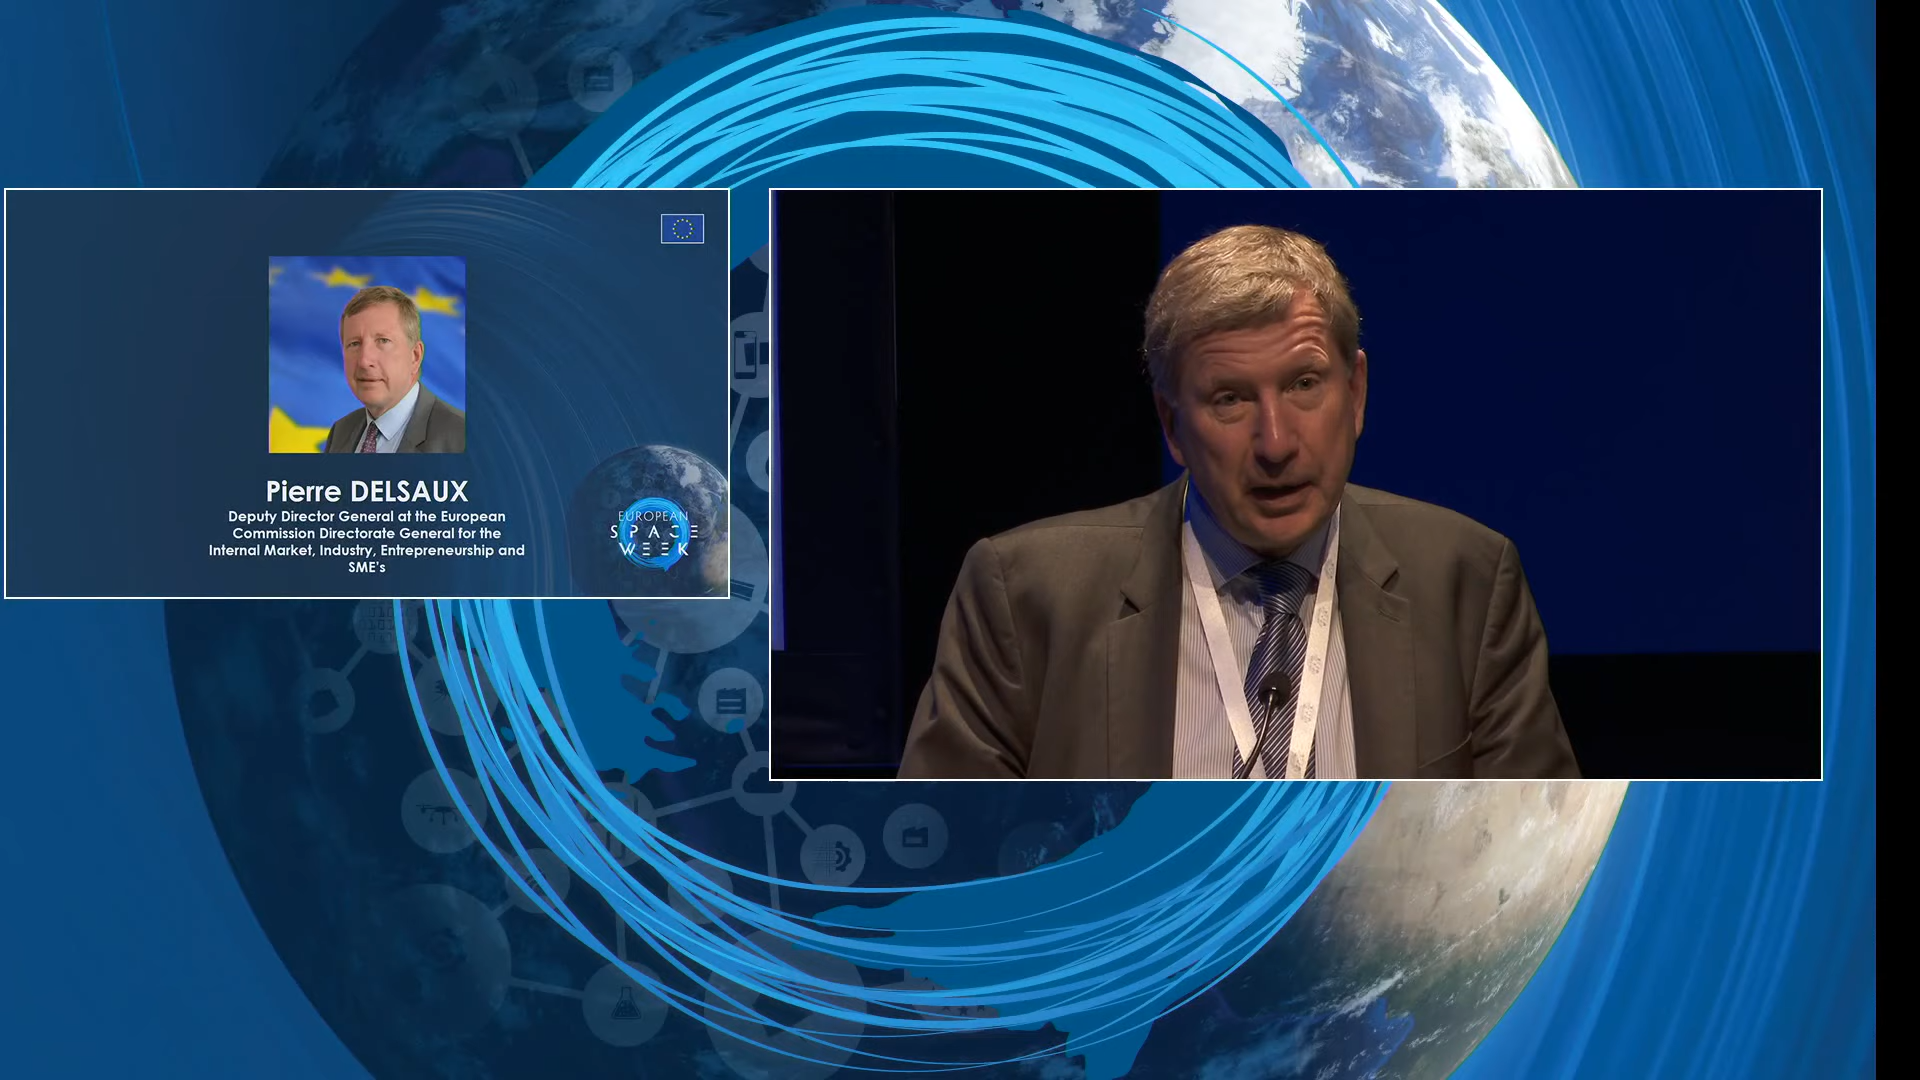 Pierre DELSAUX
Deputy Director General at the European
Commission Directorate General for the
Internal Market, Industry, Entrepreneurship and
SME's
EUROPEAN
SPACE
WEEK